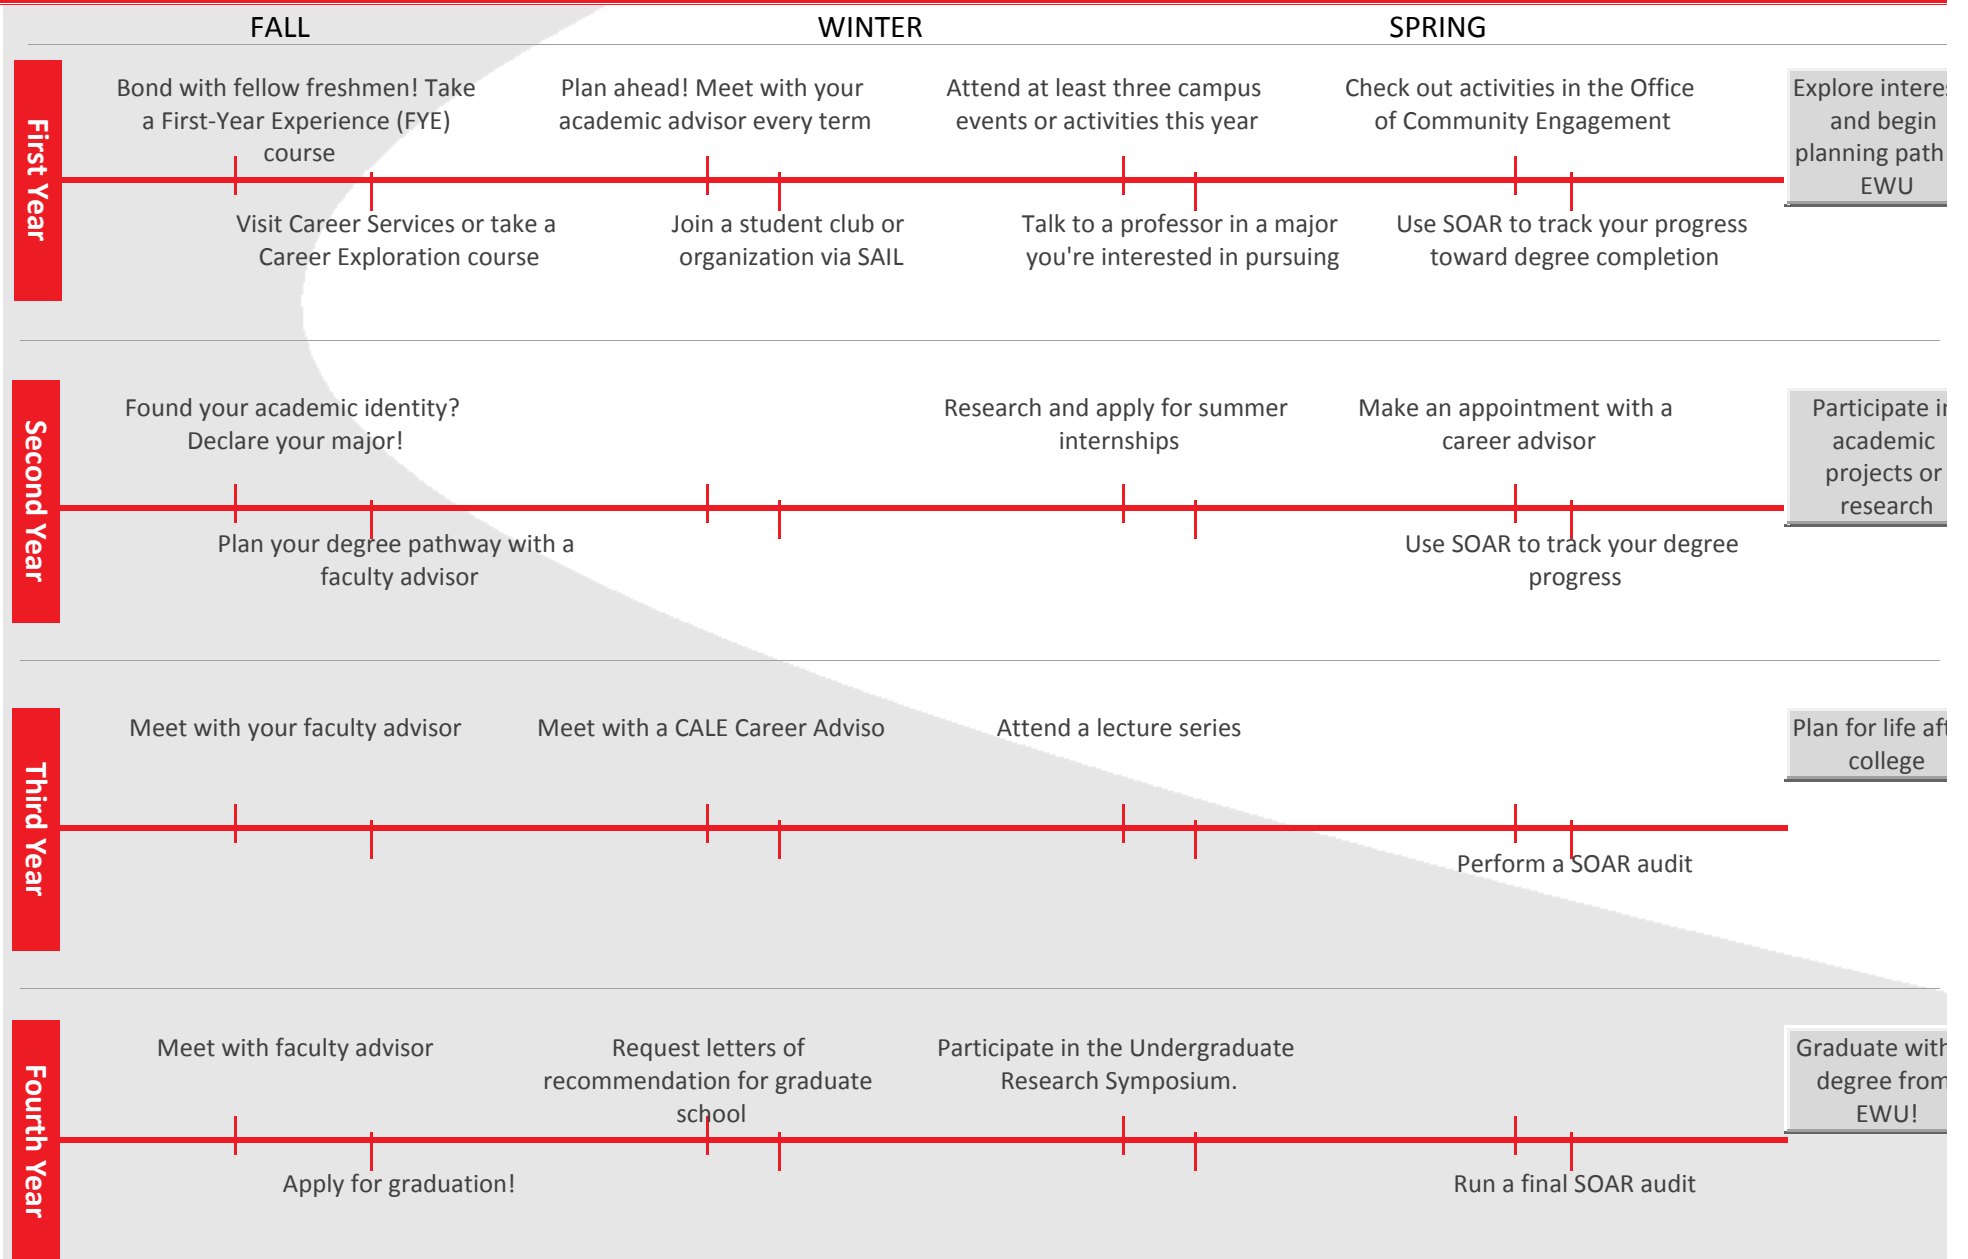 FALL
WINTER
SPRING
First Year
Bond with fellow freshmen! Take
a First-Year Experience (FYE)
course
Plan ahead! Meet with your
academic advisor every term
Attend at least three campus
events or activities this year
Check out activities in the Office
of Community Engagement
Explore
and begin
planning path
EWU
Visit Career Services or take a
Career Exploration course
Join a student club or
organization via SAIL
Talk to a professor in a major
you're interested in pursuing
Use SOAR to track your progress
toward degree completion
Second Year
Found your academic identity?
Declare your major!
Research and apply for summer
internships
Make an appointment with a
career advisor
Participate
academic
projects or
research
Plan your degree pathway with a
faculty advisor
Use SOAR to track your degree
progress
Third Year
Meet with your faculty advisor
Meet with a CALE Career Adviso
Attend a lecture series
Plan for life
college
Perform a SOAR audit
Fourth Year
Meet with faculty advisor
Request letters of
recommendation for graduate
school
Participate in the Undergraduate
Research Symposium.
Graduate with
degree from
EWU!
Apply for graduation!
Run a final SOAR audit